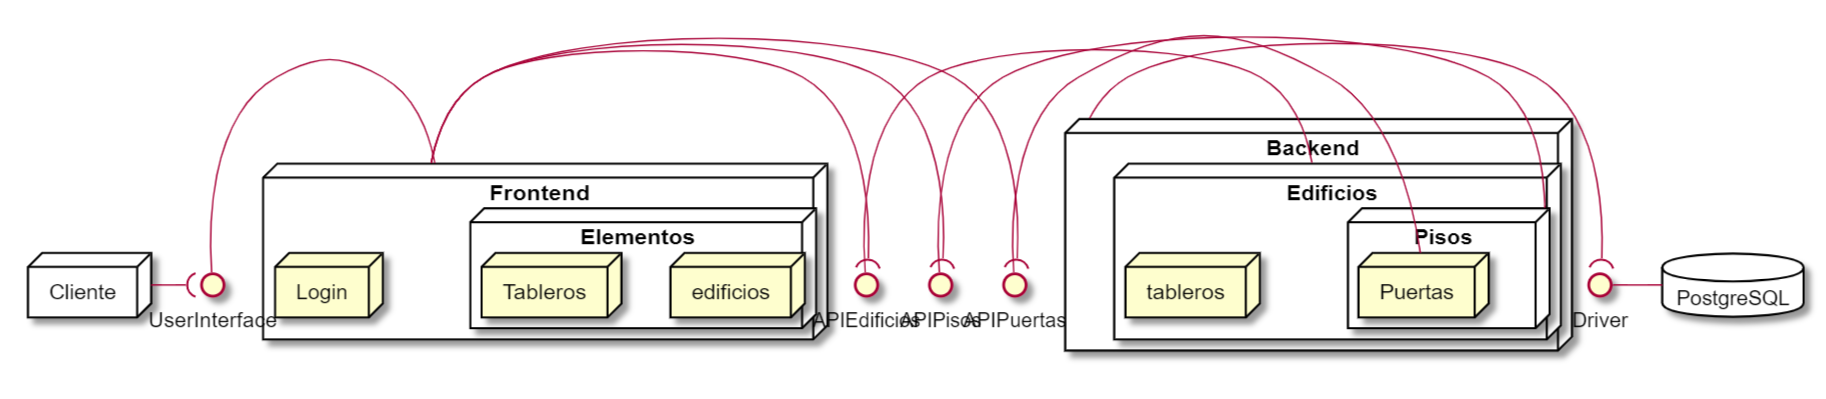 Backend
Frontend
Edificios
Elementos
Pisos
Cliente
UserInterface
Login
Tableros
edificios
APIEdificios
APIPisos
APIPuertas
tableros
Puertas
Driver
PostgreSQL